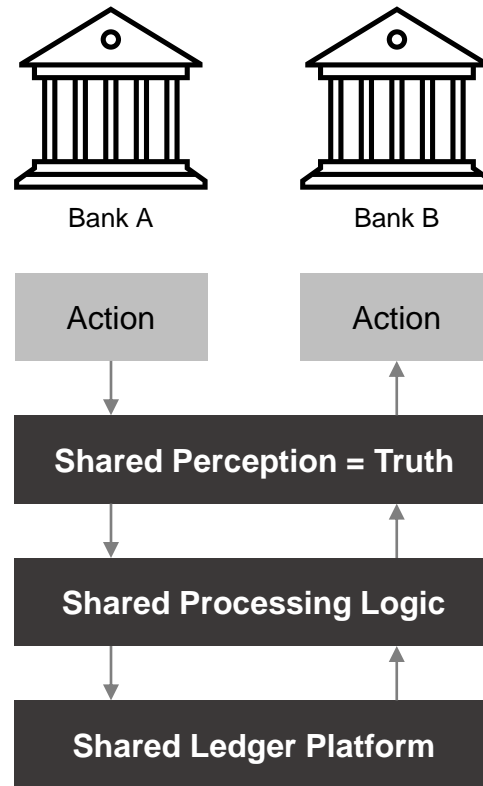 Bank A
Bank B
Action
Action
Shared Perception = Truth
Shared Processing Logic
Shared Ledger Platform